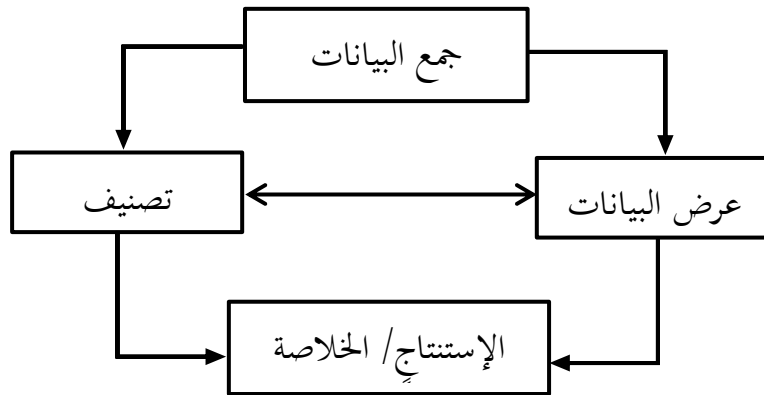 جمع البيانات
عرض البيانات
تصنيف
الإستنتاجٍ/ الخلاصة